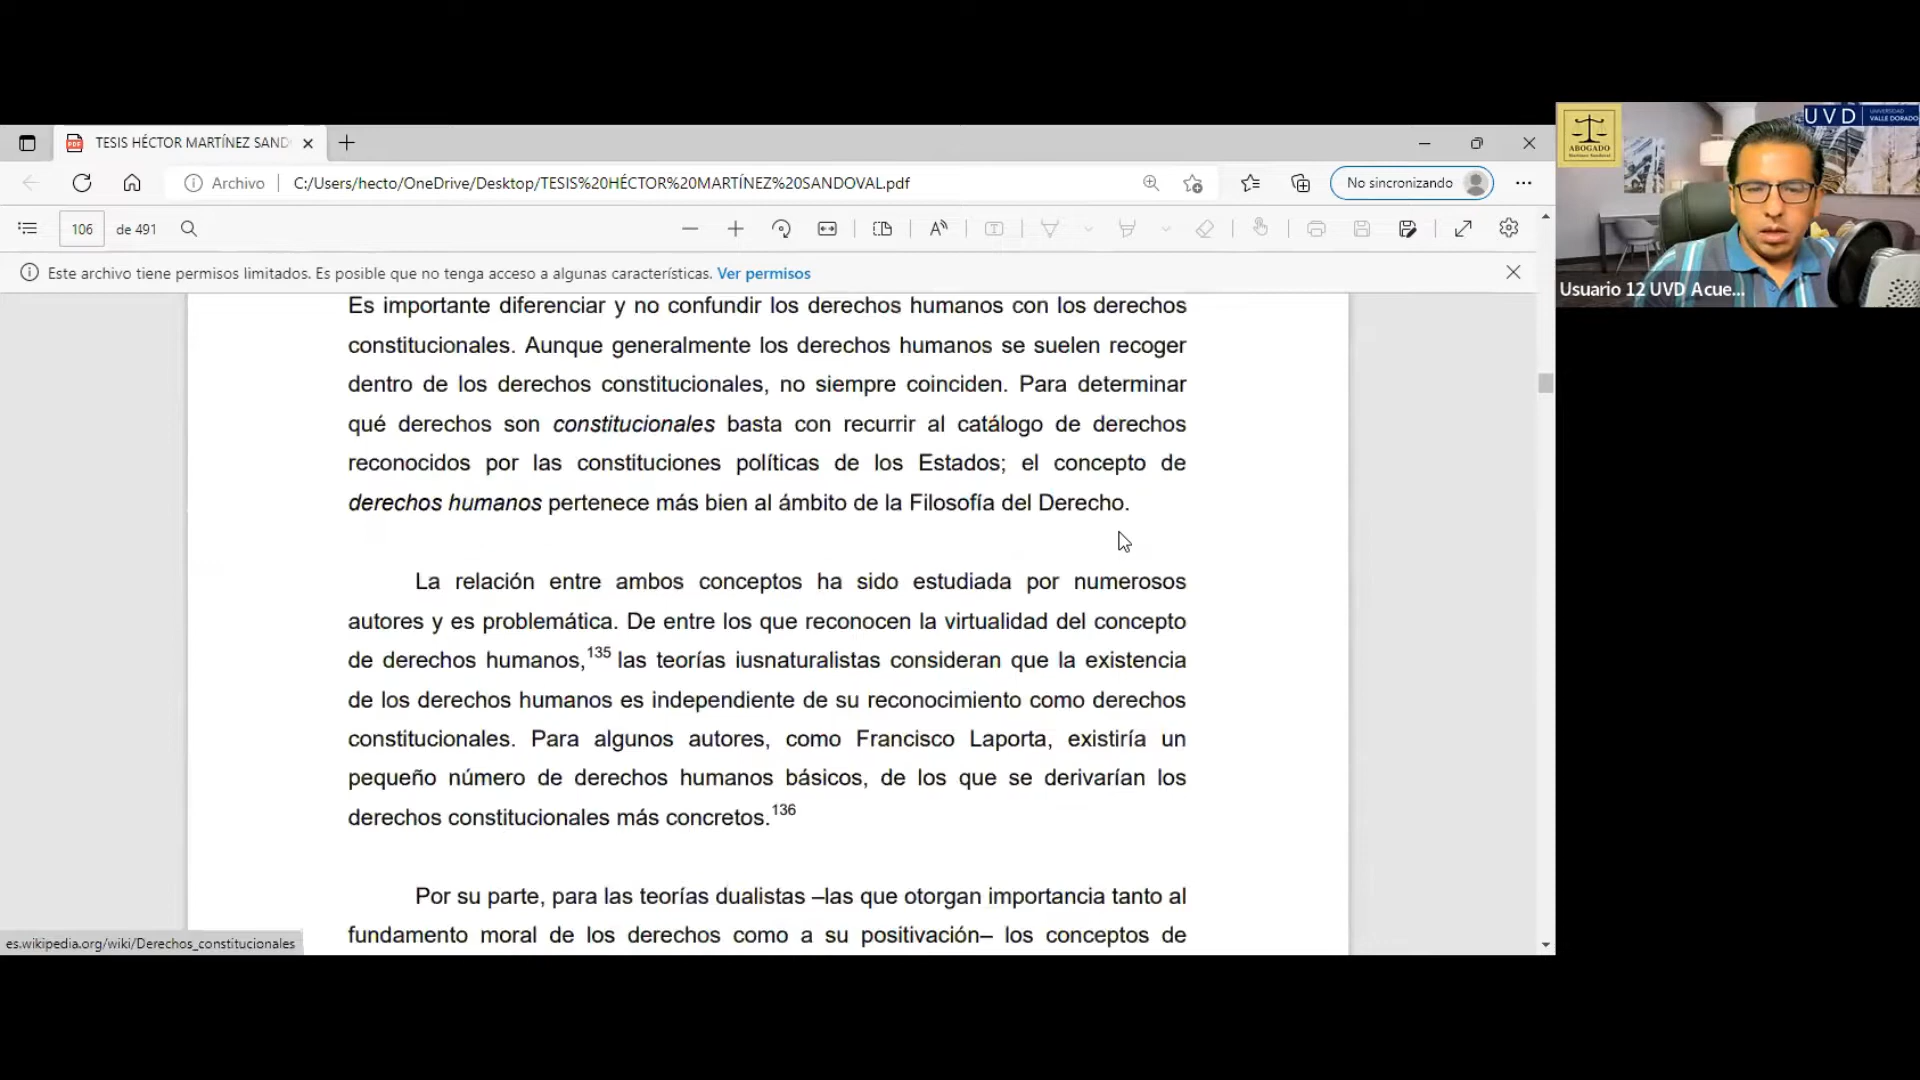 TESIS HÉCTOR MARTÍNEZ SAND
Archivo
C:/Users/hecto/OneDrive/Desktop/TESIS%20HÉCTOR%20MARTÍNEZ%20SANDOVAL.pdf
No sincronizando
106 de 491
Este archivo tiene permisos limitados. Es posible que no tenga acceso a algunas características. Ver permisos
Es importante diferenciar y no confundir los derechos humanos con los derechos
constitucionales. Aunque generalmente los derechos humanos se suelen recoger
dentro de los derechos constitucionales, no siempre coinciden. Para determinar
qué derechos son constitucionales basta con recurrir al catálogo de derechos
reconocidos por las constituciones políticas de los Estados; el concepto de
derechos humanos pertenece más bien al ámbito de la Filosofía del Derecho.
La relación entre ambos conceptos ha sido estudiada por numerosos
autores y es problemática. De entre los que reconocen la virtualidad del concepto
de derechos humanos,135 las teorías iusnaturalistas consideran que la existencia
de los derechos humanos es independiente de su reconocimiento como derechos
constitucionales. Para algunos autores, como Francisco Laporta, existiría un
pequeño número de derechos humanos básicos, de los que se derivarían los
derechos constitucionales más concretos.136
Por su parte, para las teorías dualistas –las que otorgan importancia tanto al
fundamento moral de los derechos como a su positivación– los conceptos de
es.wikipedia.org/wiki/Derechos_constitucionales
ABOGADO
UVD
UNIVERSIDAD
VALLE DORADO
Usuario 12 UVD Acue...